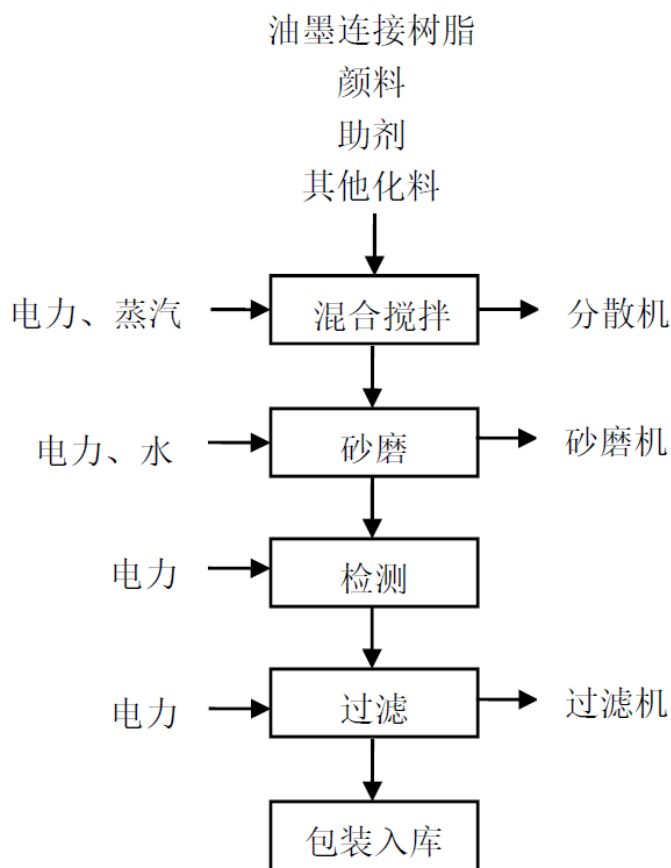 油墨连接树脂
颜料
助剂
其他化料
电力、蒸汽
混合搅拌
分散机
电力、水
砂磨
砂磨机
电力
检测
电力
过滤
过滤机
包装入库